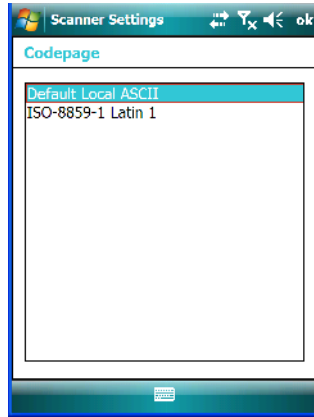 Scanner Settings ok
Codepage
Default Local ASCII
ISO-8859-1 Latin 1